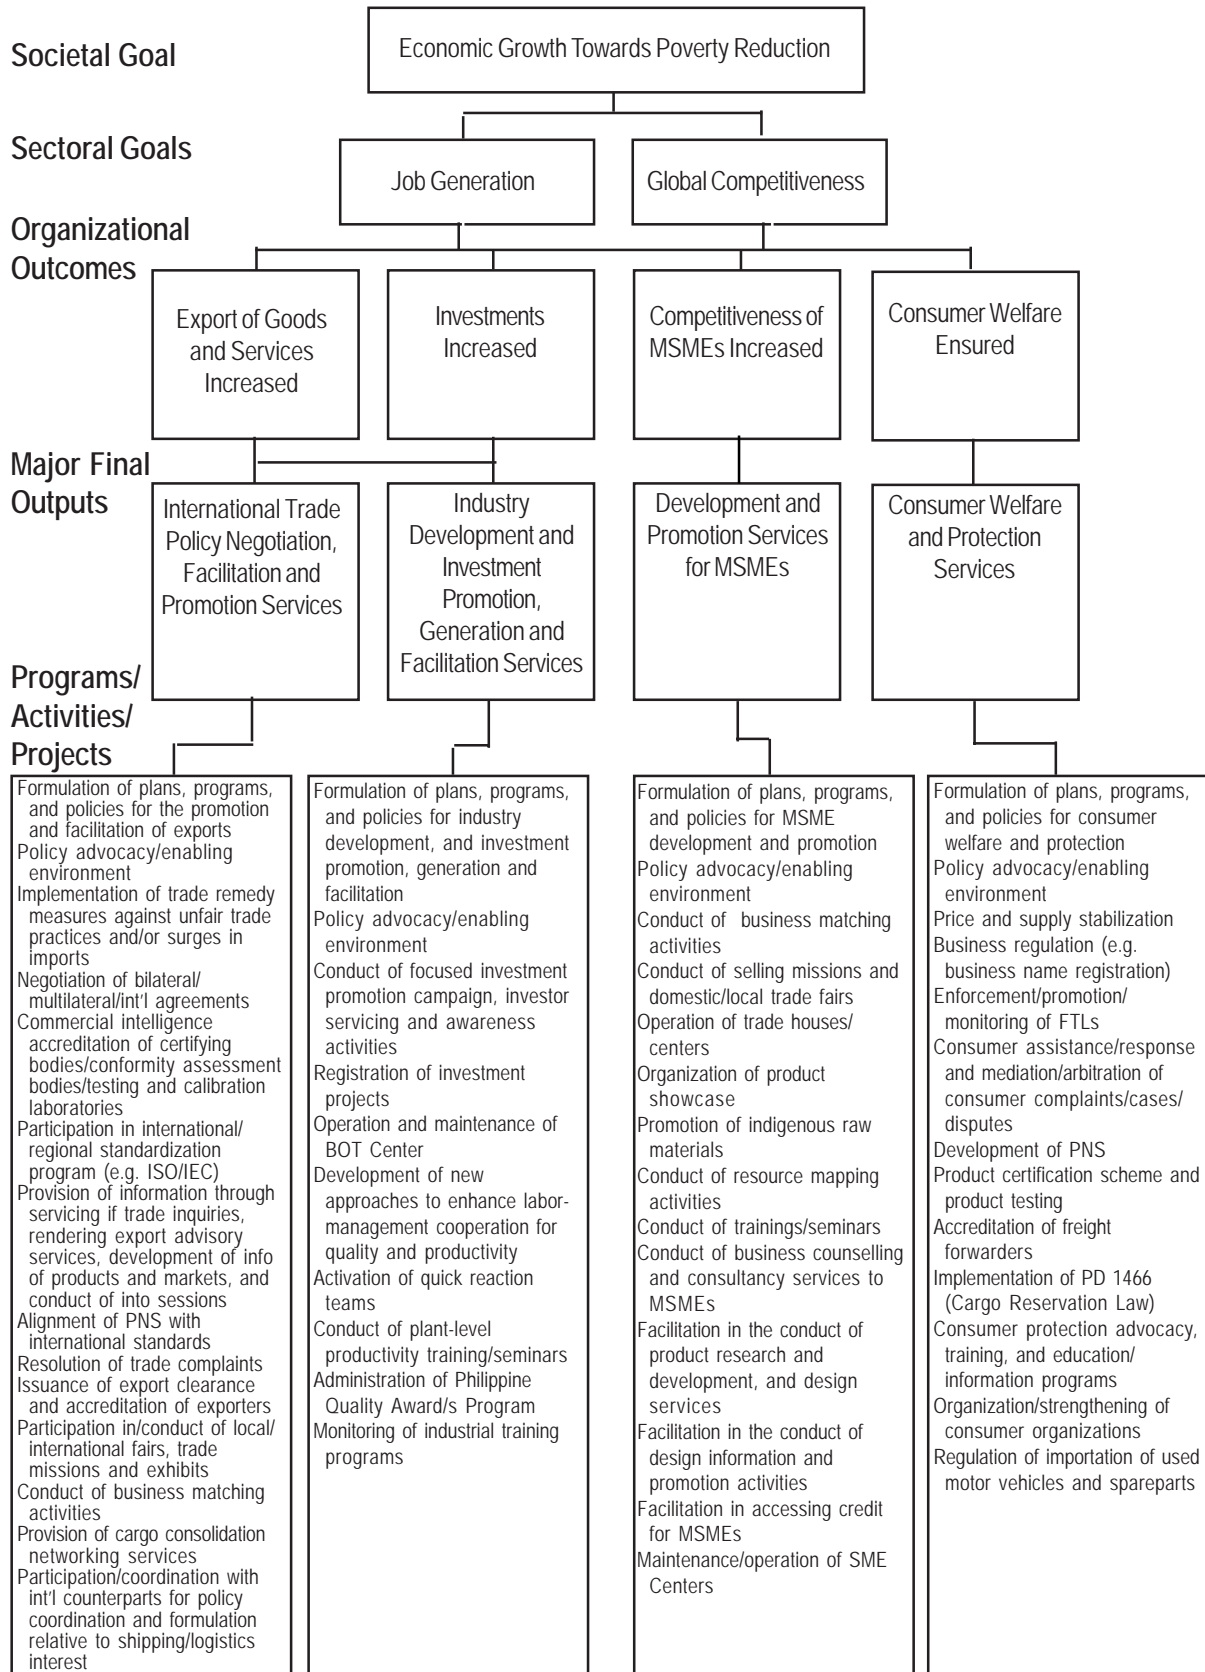 Societal Goal
Economic Growth Towards Poverty Reduction
Sectoral Goals
Job Generation
Global Competitiveness
Organizational
Outcomes
Export of Goods
and Services
Increased
Investments
Increased
Competitiveness of
MSMEs Increased
Consumer Welfare
Ensured
Major Final
Outputs
International Trade
Policy Negotiation,
Facilitation and
Promotion Services
Industry
Development and
Investment
Promotion,
Generation and
Facilitation Services
Development and
Promotion Services
for MSMEs
Consumer Welfare
and Protection
Services
Programs/
Activities/
Projects
Formulation of plans, programs,
and policies for the promotion
and facilitation of exports
Policy advocacy/enabling
environment
Implementation of trade remedy
measures against unfair trade
practices and/or surges in
imports
Negotiation of bilateral/
multilateral/int'l agreements
Commercial intelligence
accreditation of certifying
bodies/conformity assessment
bodies/testing and calibration
laboratories
Participation in international/
regional standardization
program (e.g. ISO/IEC)
Provision of information through
servicing if trade inquiries,
rendering export advisory
services, development of info
of products and markets, and
conduct of into sessions
Alignment of PNS with
international standards
Resolution of trade complaints
Issuance of export clearance
and accreditation of exporters
Participation in/conduct of local/
international fairs, trade
missions and exhibits
Conduct of business matching
activities
Provision of cargo consolidation
networking services
Participation/coordination with
int'l counterparts for policy
coordination and formulation
relative to shipping/logistics
interest
Formulation of plans, programs,
and policies for industry
development, and investment
promotion, generation and
facilitation
Policy advocacy/enabling
environment
Conduct of focused investment
promotion campaign, investor
servicing and awareness
activities
Registration of investment
projects
Operation and maintenance of
BOT Center
Development of new
approaches to enhance labor-
management cooperation for
quality and productivity
Activation of quick reaction
teams
Conduct of plant-level
productivity training/seminars
Administration of Philippine
Quality Award/s Program
Monitoring of industrial training
programs
Formulation of plans, programs,
and policies for MSME
development and promotion
Policy advocacy/enabling
environment
Conduct of business matching
activities
Conduct of selling missions and
domestic/local trade fairs
Operation of trade houses/
centers
Organization of product
showcase
Promotion of indigenous raw
materials
Conduct of resource mapping
activities
Conduct of trainings/seminars
Conduct of business counselling
and consultancy services to
MSMEs
Facilitation in the conduct of
product research and
development, and design
services
Facilitation in the conduct of
design information and
promotion activities
Facilitation in accessing credit
for MSMEs
Maintenance/operation of SME
Centers
Formulation of plans, programs,
and policies for consumer
welfare and protection
Policy advocacy/enabling
environment
Price and supply stabilization
Business regulation (e.g.
business name registration)
Enforcement/promotion/
monitoring of FTLs
Consumer assistance/response
and mediation/arbitration of
consumer complaints/cases/
disputes
Development of PNS
Product certification scheme and
product testing
Accreditation of freight
forwarders
Implementation of PD 1466
(Cargo Reservation Law)
Consumer protection advocacy,
training, and education/
information programs
Organization/strengthening of
consumer organizations
Regulation of importation of used
motor vehicles and spareparts